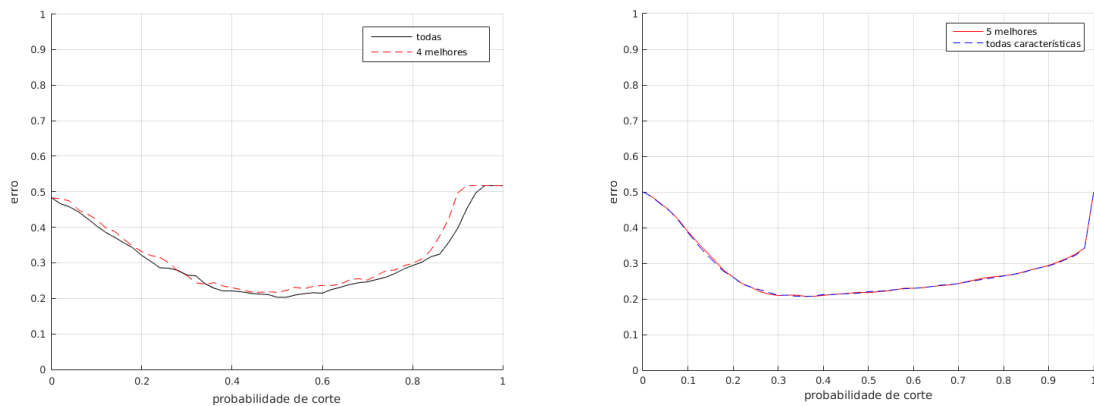 1
0.9
0.8
0.7
0.6
0.5
0.4
0.3
0.2
0.1
0
erro
todas
4 melhores
0 0.2 0.4 0.6 0.8 1
probabilidade de corte
1
0.9
0.8
0.7
0.6
0.5
0.4
0.3
0.2
0.1
0
erro
5 melhores
todas características
0 0.1 0.2 0.3 0.4 0.5 0.6 0.7 0.8 0.9 1
probabilidade de corte